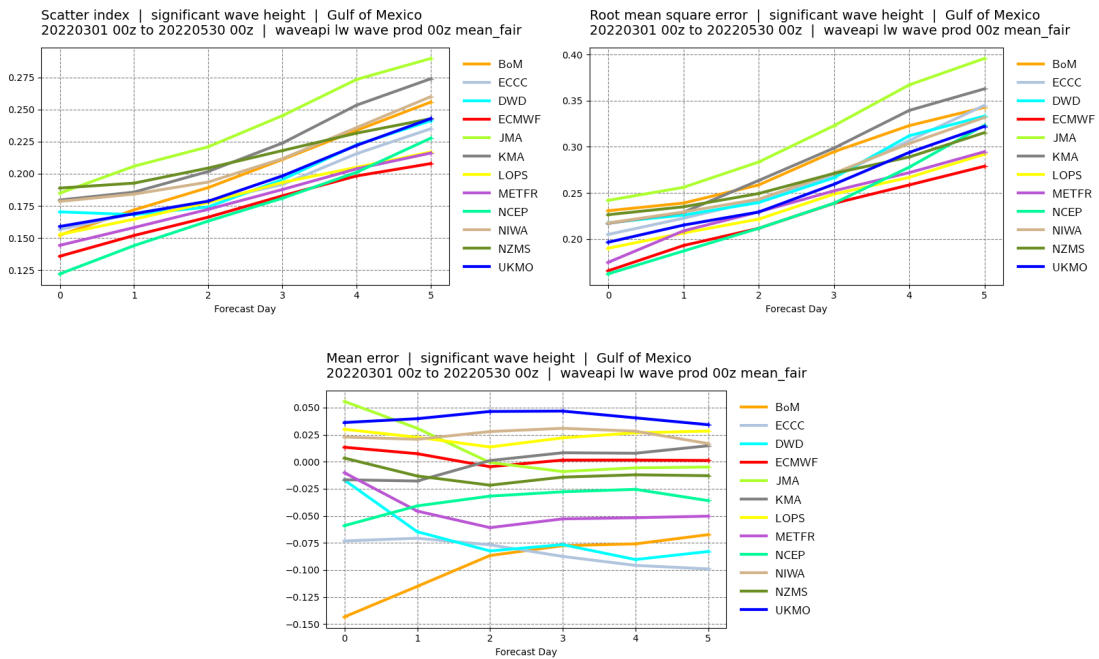 Scatter index | significant wave height | Gulf of Mexico
20220301 00z to 20220530 00z | waveapi lw wave prod 00z mean_fair
0.275
0.250
0.225
0.200
0.175
0.150
0.125
0 1 2 3 4 5
Forecast Day
BoM
ECCC
DWD
ECMWF
JMA
KMA
LOPS
METFR
NCEP
NIWA
NZMS
UKMO
Root mean square error | significant wave height | Gulf of Mexico
20220301 00z to 20220530 00z | waveapi lw wave prod 00z mean_fair
0.40
0.35
0.30
0.25
0.20
0 1 2 3 4 5
Forecast Day
BoM
ECCC
DWD
ECMWF
JMA
KMA
LOPS
METFR
NCEP
NIWA
NZMS
UKMO
Mean error | significant wave height | Gulf of Mexico
20220301 00z to 20220530 00z | waveapi lw wave prod 00z mean_fair
0.050
0.025
0.000
−0.025
−0.050
−0.075
−0.100
−0.125
−0.150
0 1 2 3 4 5
Forecast Day
BoM
ECCC
DWD
ECMWF
JMA
KMA
LOPS
METFR
NCEP
NIWA
NZMS
UKMO